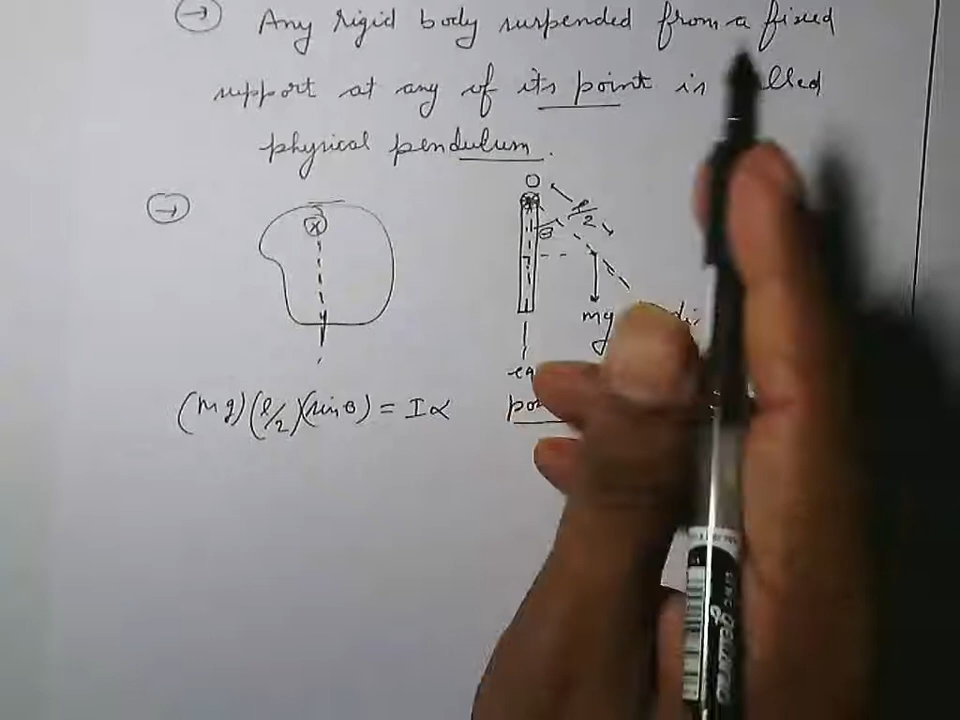 Any rigid body suspended from a fixed
support at any of its point is
physical pendulum.
O
l/2
θ
x
mg
(Mg)(l/2)(sin θ) = Iα